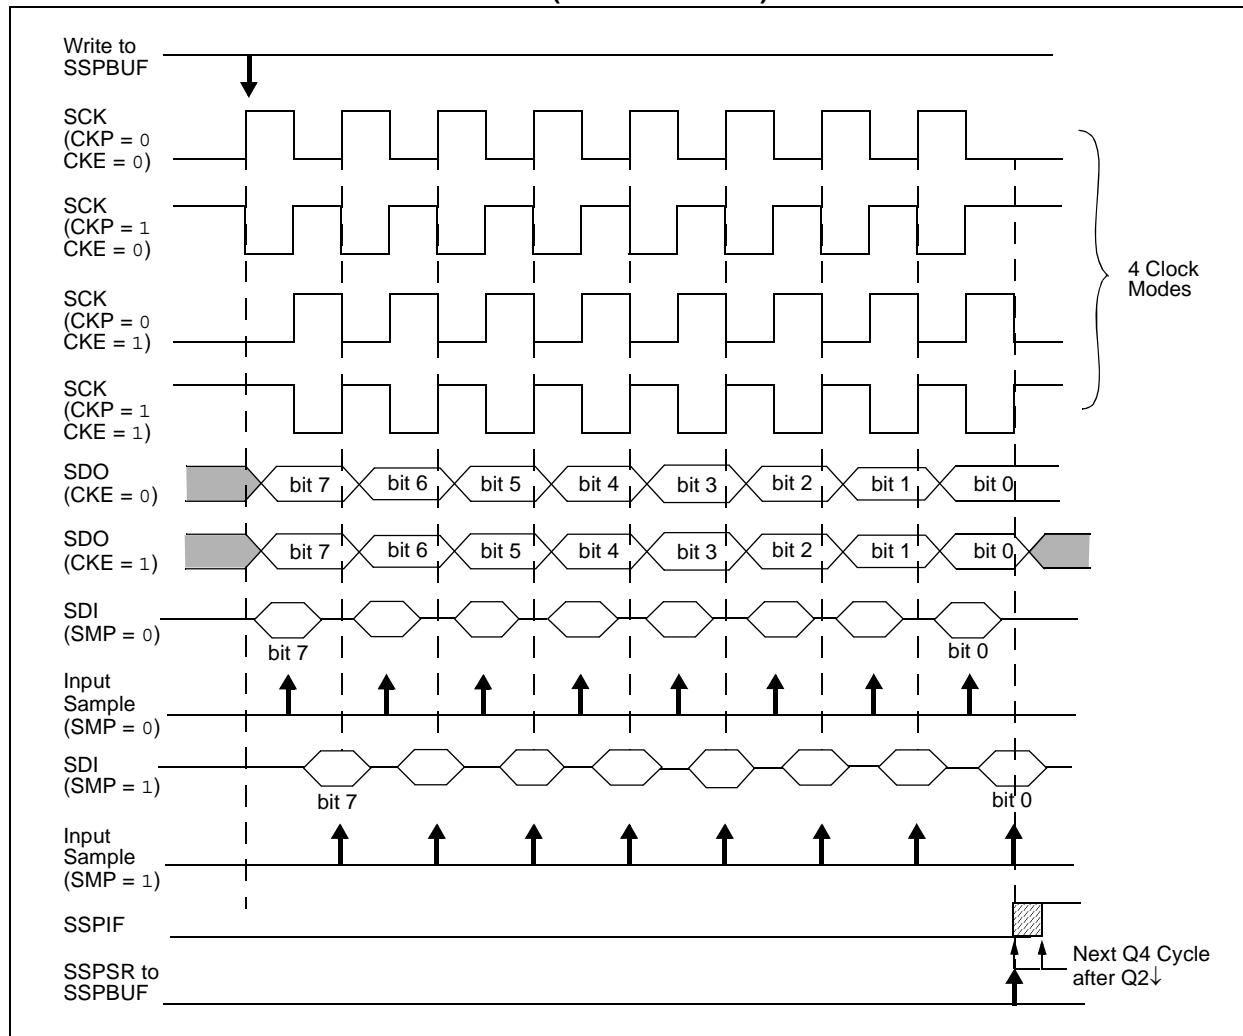 Write to
SSPBUF
SCK
(CKP = 0
CKE = 0)
SCK
(CKP = 1
CKE = 0)
4 Clock
Modes
SCK
(CKP = 0
CKE = 1)
SCK
(CKP = 1
CKE = 1)
SDO
(CKE = 0)
bit 7 bit 6 bit 5 bit 4 bit 3 bit 2 bit 1 bit 0
SDO
(CKE = 1)
bit 7 bit 6 bit 5 bit 4 bit 3 bit 2 bit 1 bit 0
SDI
(SMP = 0)
bit 7 bit 0
Input
Sample
(SMP = 0)
SDI
(SMP = 1)
bit 7 bit 0
Input
Sample
(SMP = 1)
SSPIF
Next Q4 Cycle
after Q2↓
SSPSR to
SSPBUF